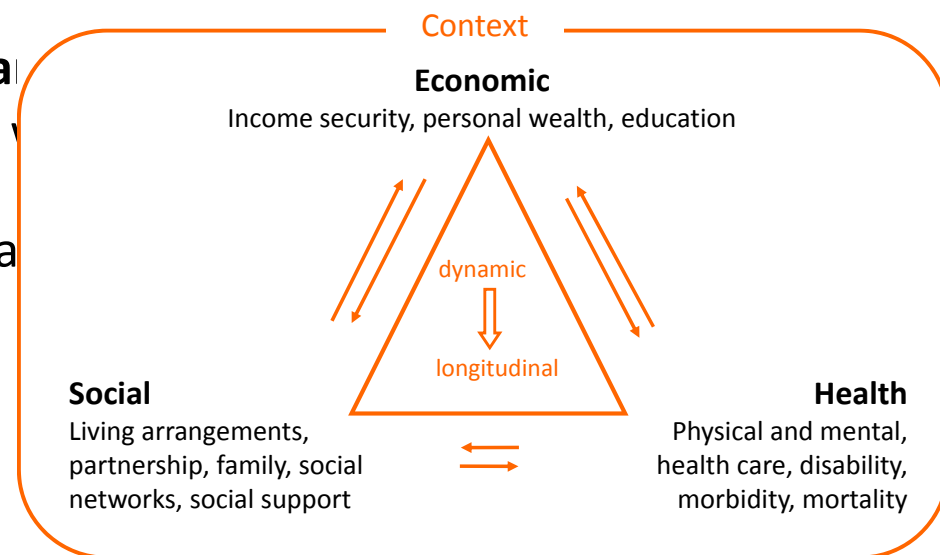 Context
Economic
Income security, personal wealth, education
dynamic
longitudinal
Social
Living arrangements,
partnership, family, social
networks, social support
Health
Physical and mental,
health care, disability,
morbidity, mortality